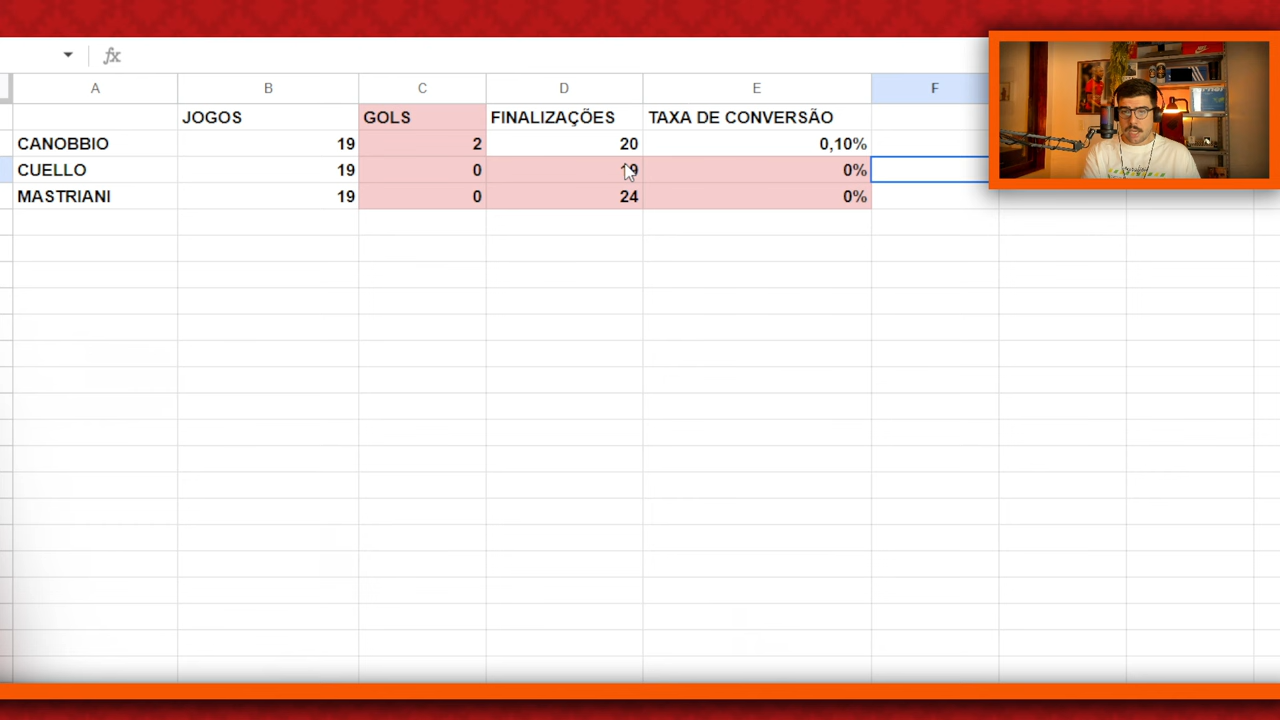 fx
A B C D E F
JOGOS GOLS FINALIZAÇÕES TAXA DE CONVERSÃO
CANOBBIO 19 2 20 0,10%
CUELLO 19 0 0%
MASTRIANI 19 0 24 0%